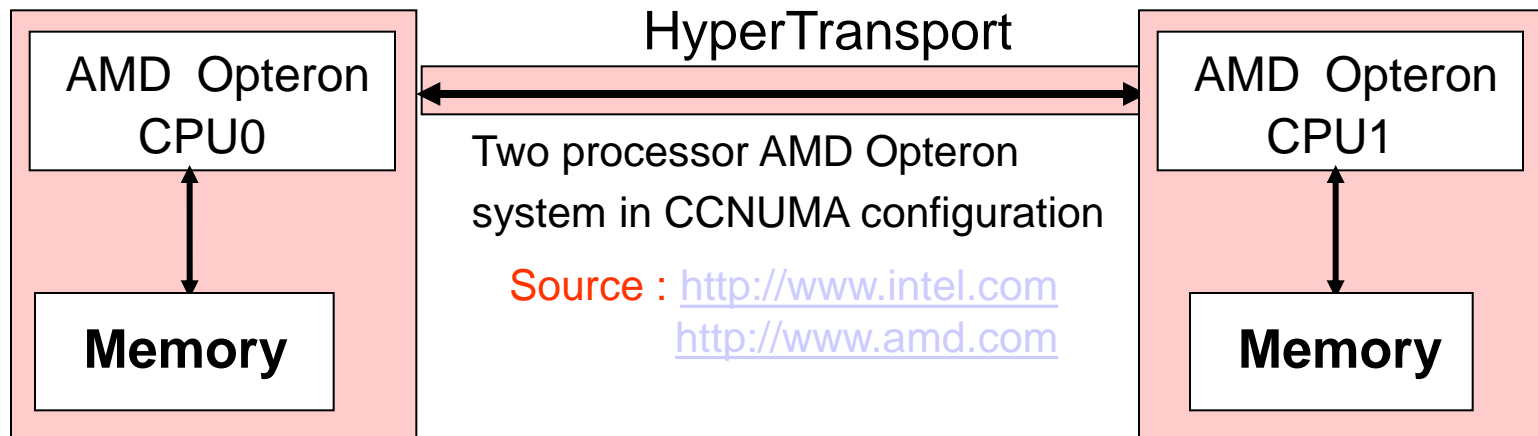 HyperTransport
AMD Opteron
CPU0
Memory
Two processor AMD Opteron
system in CCNUMA configuration
Source : http://www.intel.com
http://www.amd.com
AMD Opteron
CPU1
Memory